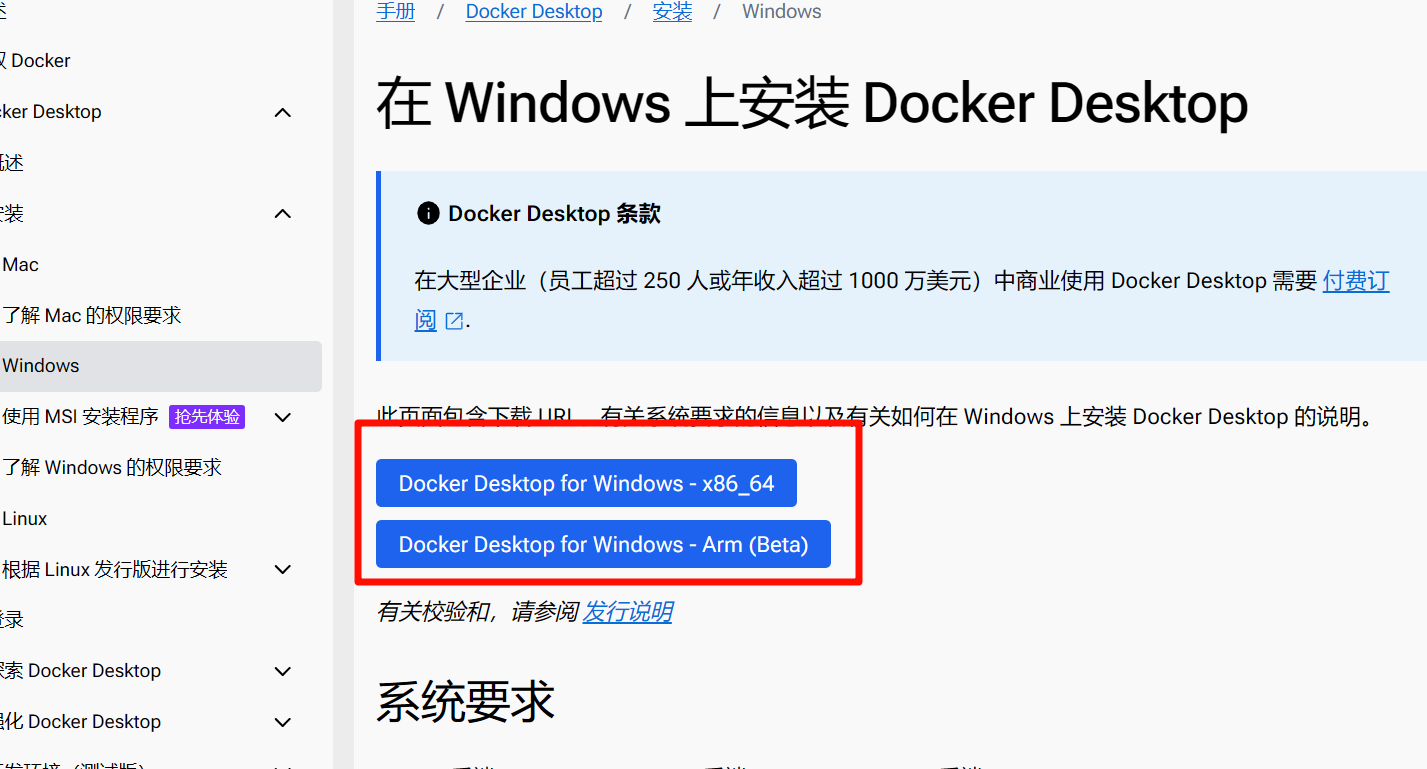 手册 / Docker Desktop / 安装 / Windows
Docker
Docker Desktop
安装
Mac
了解 Mac 的权限要求
Windows
使用 MSI 安装程序 抢先体验
了解 Windows 的权限要求
Linux
根据 Linux 发行版进行安装
登录
探索 Docker Desktop
强化 Docker Desktop
在 Windows 上安装 Docker Desktop
Docker Desktop 条款
在大型企业（员工超过 250 人或年收入超过 1000 万美元）中商业使用 Docker Desktop 需要 付费订
阅 .
此页面包含下载 URL、有关系统要求的信息以及有关如何在 Windows 上安装 Docker Desktop 的说明。
Docker Desktop for Windows - x86_64
Docker Desktop for Windows - Arm (Beta)
有关校验和，请参阅 发行说明
系统要求